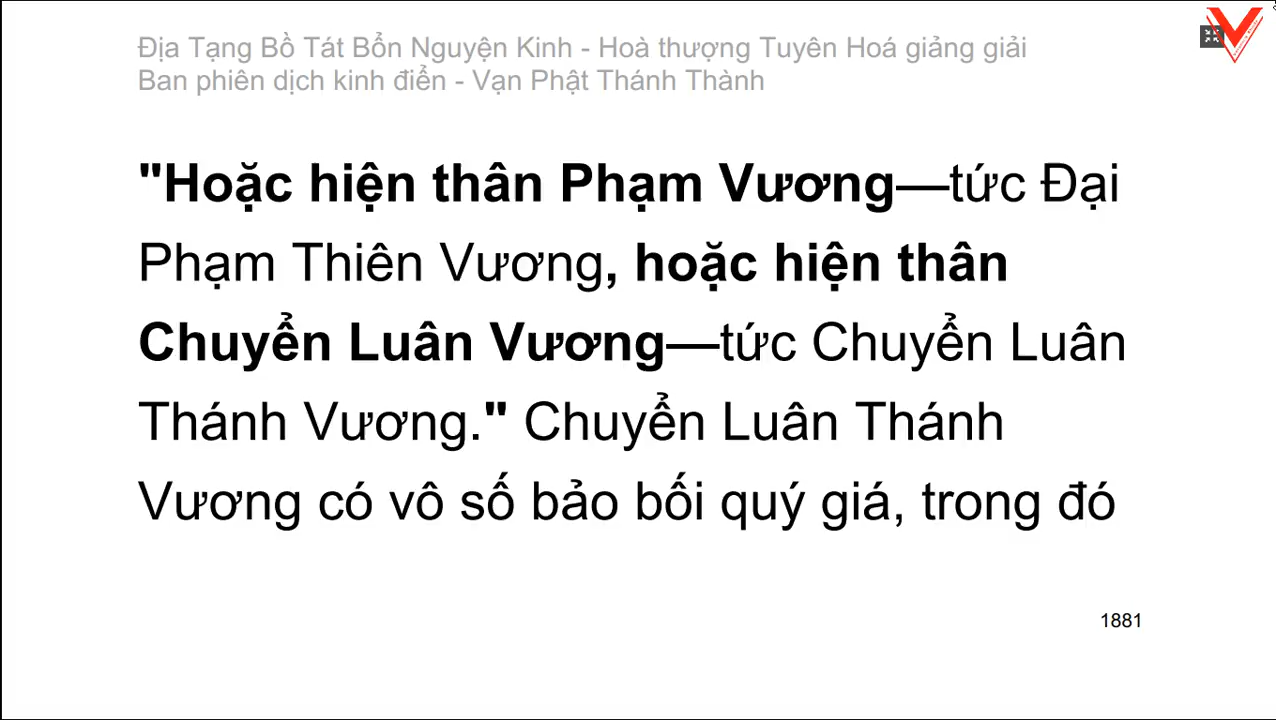 Địa Tạng Bồ Tát Bổn Nguyện Kinh - Hoà thượng Tuyên Hoá giảng giải
Ban phiên dịch kinh điển - Vạn Phật Thánh Thành
"Hoặc hiện thân Phạm Vương—tức Đại
Phạm Thiên Vương, hoặc hiện thân
Chuyển Luân Vương—tức Chuyển Luân
Thánh Vương." Chuyển Luân Thánh
Vương có vô số bảo bối quý giá, trong đó
1881